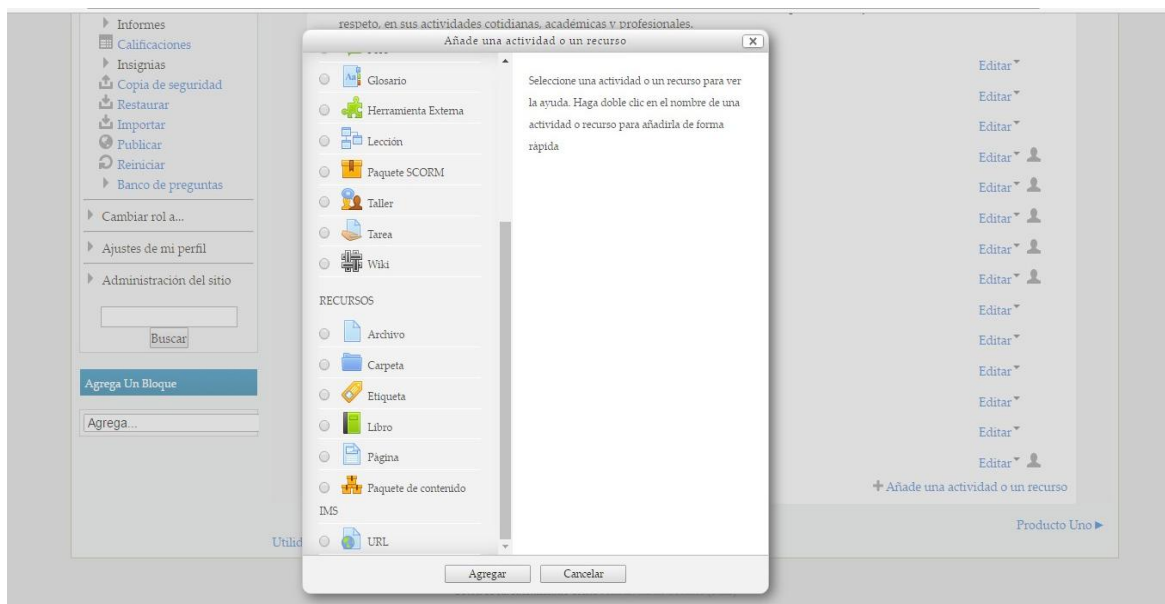 respeto, en sus actividades cotidianas, académicas y profesionales.
Informes
Calificaciones
Insignias
Copia de seguridad
Restaurar
Importar
Publicar
Reiniciar
Banco de preguntas
Cambiar rol a...
Ajustes de mi perfil
Administración del sitio
Buscar
Agrega Un Bloque
Agrega...
Añade una actividad o un recurso
Glosario
Herramienta Externa
Lección
Paquete SCORM
Taller
Tarea
Wiki
RECURSOS
Archivo
Carpeta
Etiqueta
Libro
Página
Paquete de contenido
IMS
URL
Seleccione una actividad o un recurso para ver
la ayuda. Haga doble clic en el nombre de una
actividad o recurso para añadirla de forma
rápida
Agregar
Cancelar
Editar
Editar
Editar
Editar
Editar
Editar
Editar
Editar
Editar
Editar
Editar
Editar
Editar
Editar
Añade una actividad o un recurso
Producto Uno